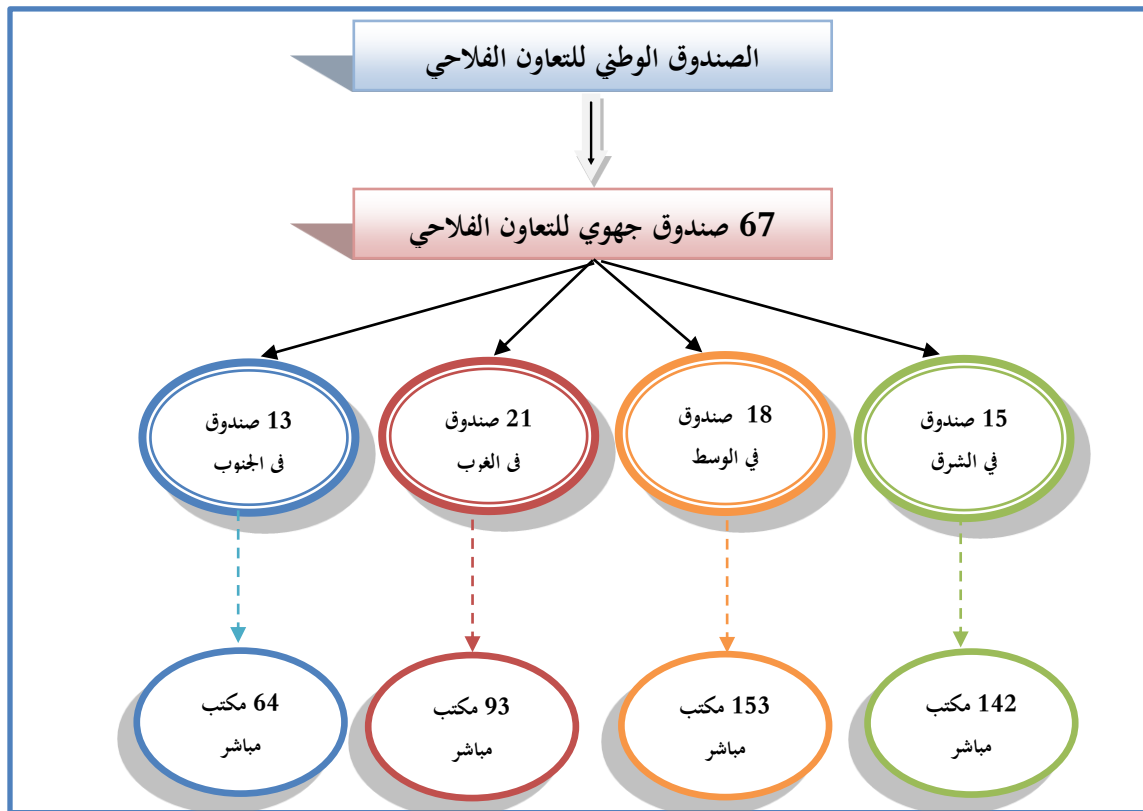 الصندوق الوطني للتعاون الفلاحي
67 صندوق جهوي للتعاون الفلاحي
15 صندوق
في الشرق
18 صندوق
في الوسط
21 صندوق
فى الغرب
13 صندوق
فى الجنوب
142 مكتب
مباشر
153 مكتب
مباشر
93 مكتب
مباشر
64 مكتب
مباشر